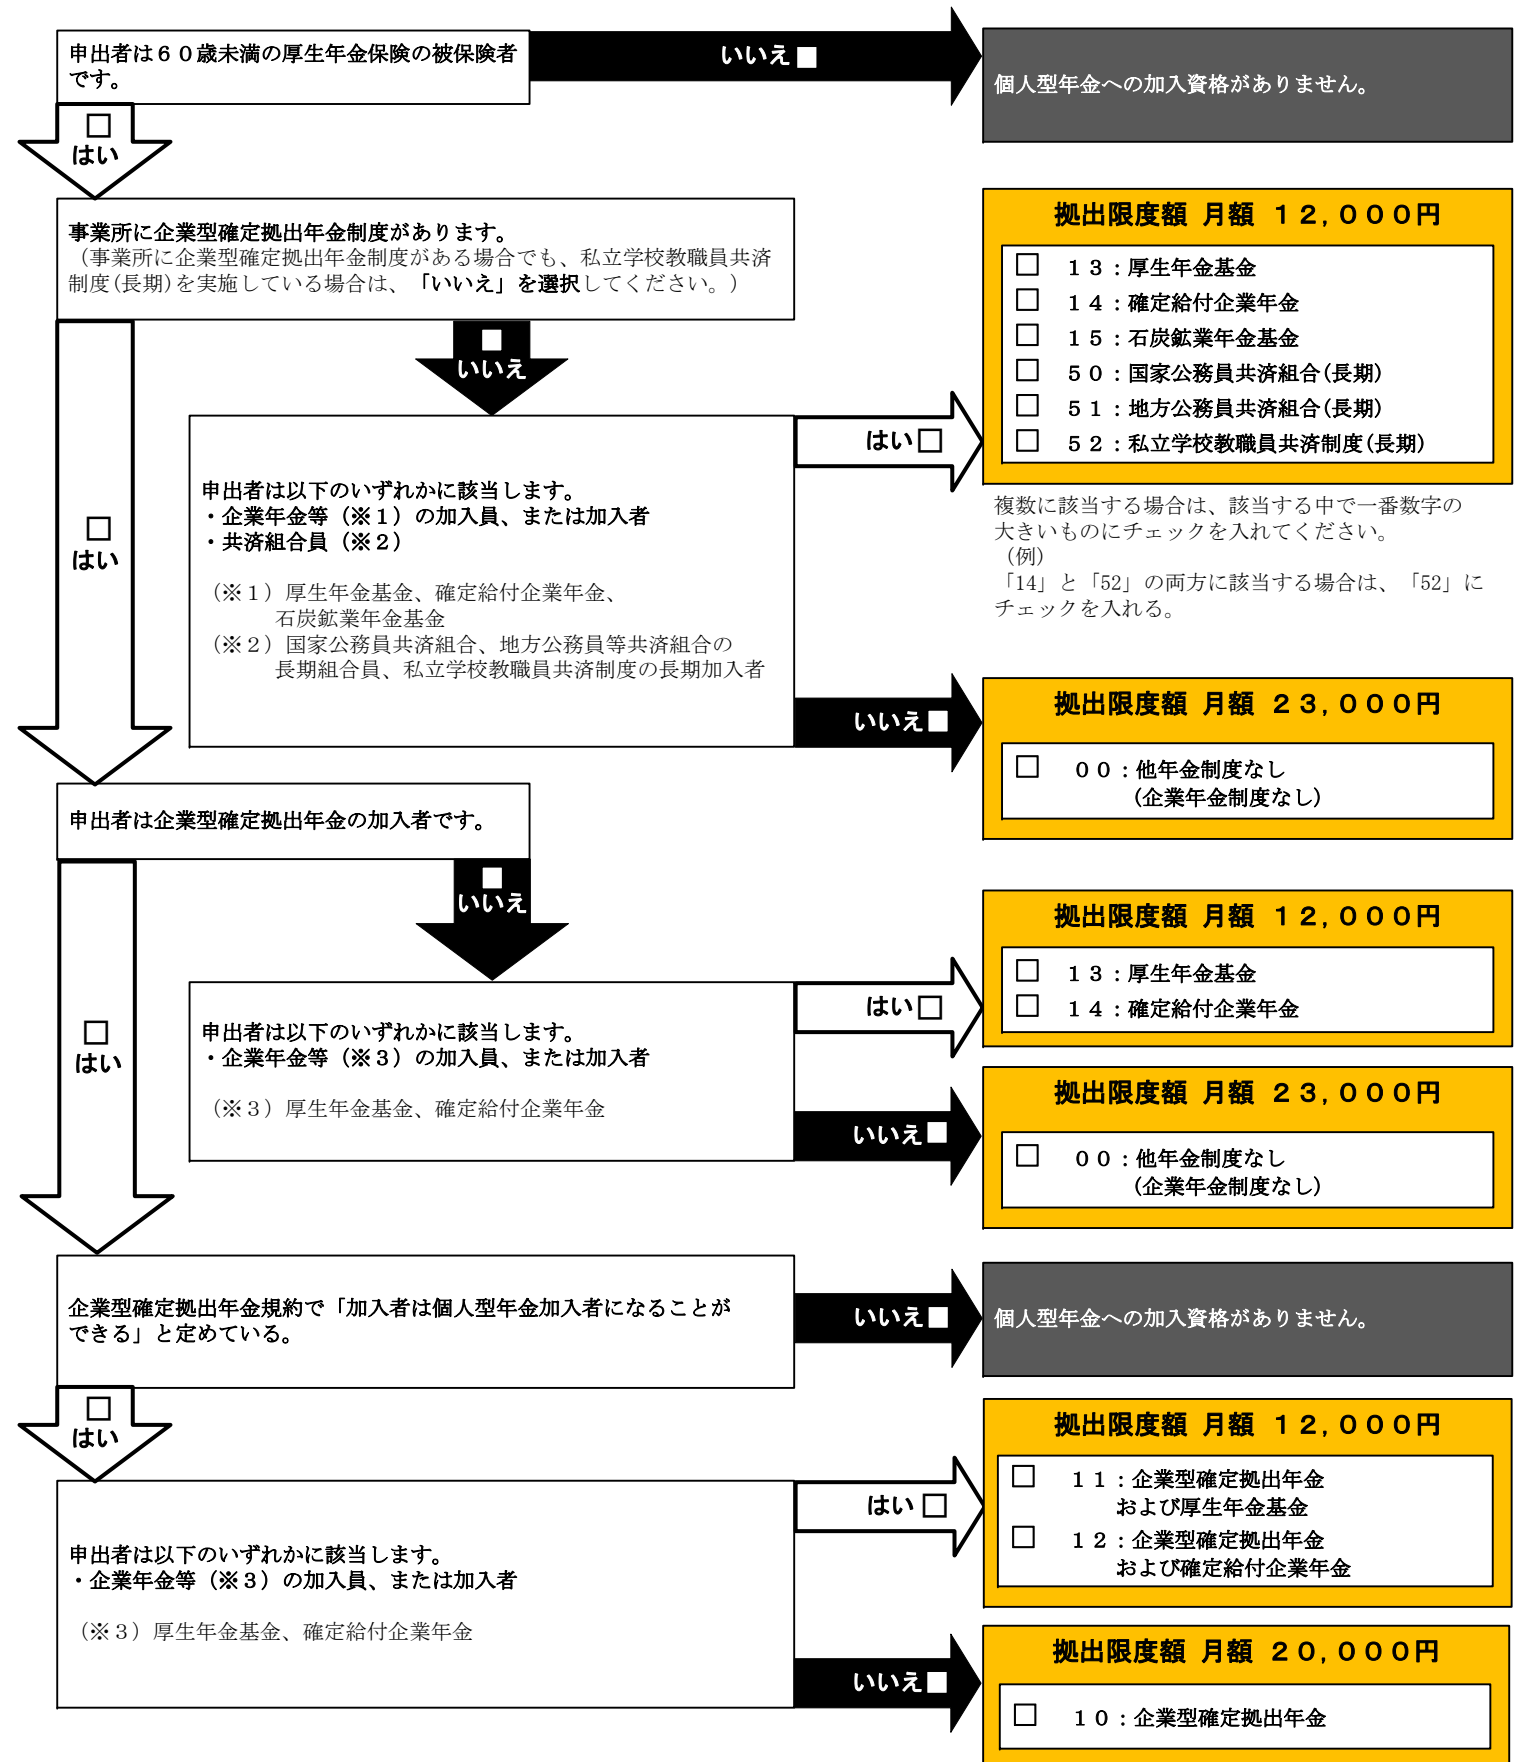 申出者は６０歳未満の厚生年金保険の被保険者
です。
いいえ
個人型年金への加入資格がありません。
はい
事業所に企業型確定拠出年金制度があります。
（事業所に企業型確定拠出年金制度がある場合でも、私立学校教職員共済
制度(長期)を実施している場合は、「いいえ」を選択してください。）
いいえ
はい
申出者は以下のいずれかに該当します。
・企業年金等（※１）の加入員、または加入者
・共済組合員（※２）
（※１）厚生年金基金、確定給付企業年金、
石炭鉱業年金基金
（※２）国家公務員共済組合、地方公務員等共済組合の
長期組合員、私立学校教職員共済制度の長期加入者
はい
拠出限度額 月額 １２,０００円
１３：厚生年金基金
１４：確定給付企業年金
１５：石炭鉱業年金基金
５０：国家公務員共済組合(長期)
５１：地方公務員共済組合(長期)
５２：私立学校教職員共済制度(長期)
複数に該当する場合は、該当する中で一番数字の
大きいものにチェックを入れてください。
（例）
「14」と「52」の両方に該当する場合は、「52」に
チェックを入れる。
いいえ
拠出限度額 月額 ２３,０００円
００：他年金制度なし
(企業年金制度なし)
申出者は企業型確定拠出年金の加入者です。
いいえ
はい
申出者は以下のいずれかに該当します。
・企業年金等（※３）の加入員、または加入者
（※３）厚生年金基金、確定給付企業年金
はい
拠出限度額 月額 １２,０００円
１３：厚生年金基金
１４：確定給付企業年金
いいえ
拠出限度額 月額 ２３,０００円
００：他年金制度なし
(企業年金制度なし)
企業型確定拠出年金規約で「加入者は個人型年金加入者になることが
できる」と定めている。
いいえ
個人型年金への加入資格がありません。
はい
申出者は以下のいずれかに該当します。
・企業年金等（※３）の加入員、または加入者
（※３）厚生年金基金、確定給付企業年金
はい
拠出限度額 月額 １２,０００円
１１：企業型確定拠出年金
および厚生年金基金
１２：企業型確定拠出年金
および確定給付企業年金
いいえ
拠出限度額 月額 ２０,０００円
１０：企業型確定拠出年金